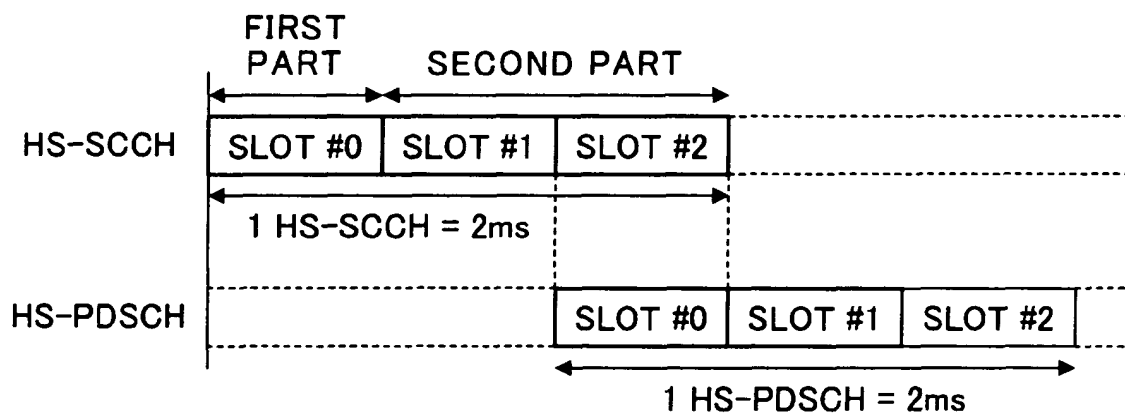 FIRST
PART
SECOND PART
HS-SCCH
SLOT #0 SLOT #1 SLOT #2
1 HS-SCCH = 2ms
HS-PDSCH
SLOT #0 SLOT #1 SLOT #2
1 HS-PDSCH = 2ms